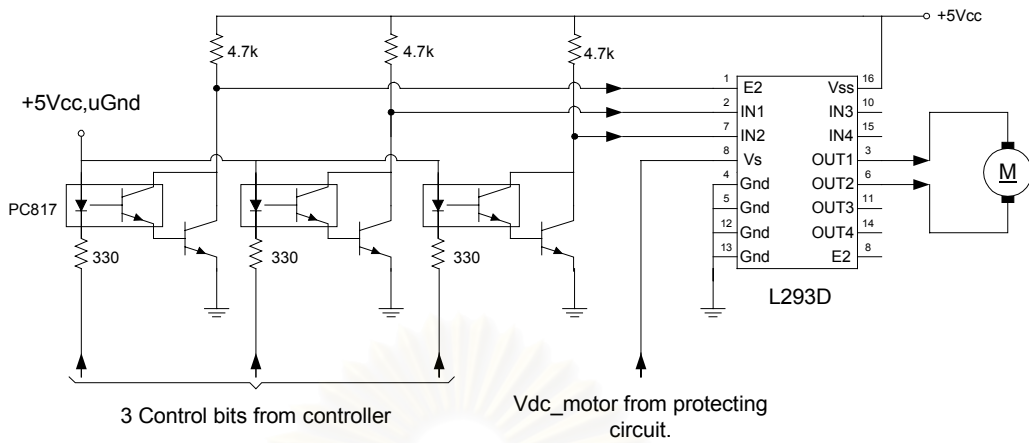 +5Vcc
4.7k
4.7k
4.7k
+5Vcc,uGnd
PC817
330
330
330
1 E2 Vss 16
2 IN1 IN3 10
7 IN2 IN4 15
8 Vs OUT1 3
4 Gnd OUT2 6
5 Gnd OUT3 11
12 Gnd OUT4 14
13 Gnd E2 8
M
L293D
3 Control bits from controller
Vdc_motor from protecting
circuit.